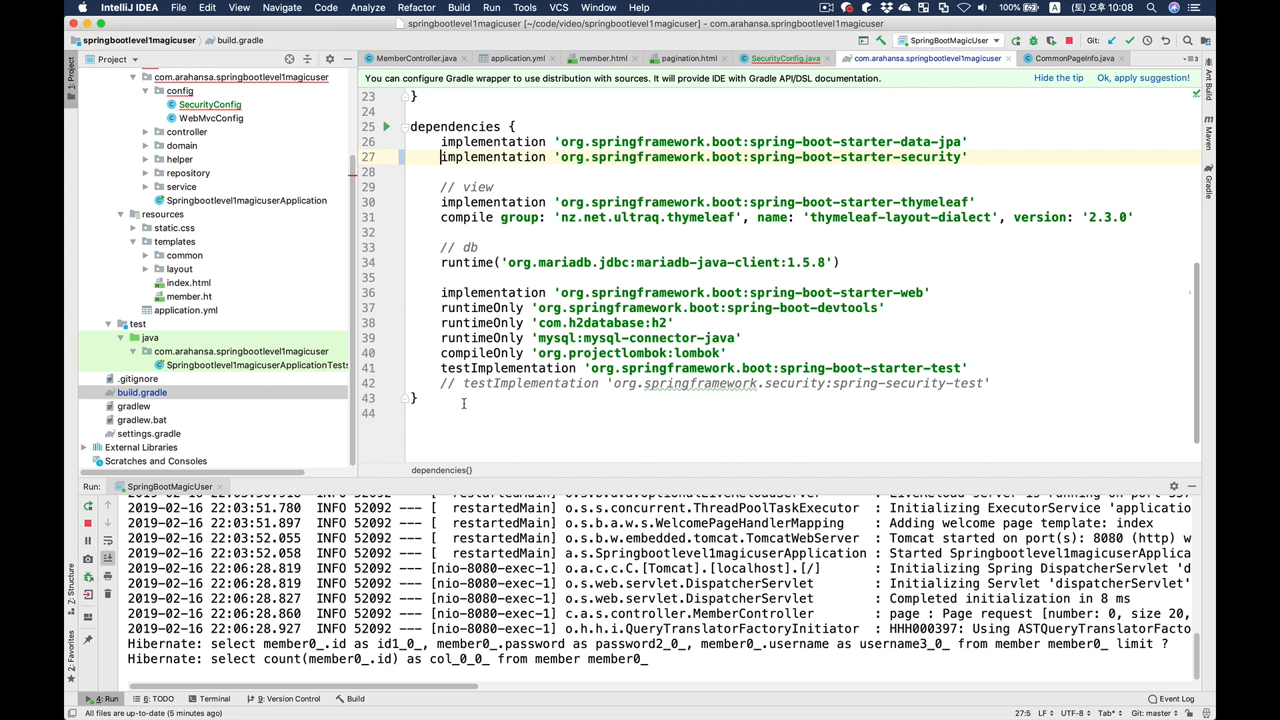 IntelliJ IDEA File Edit View Navigate Code Analyze Refactor Build Run Tools VCS Window Help 100% A (토) 오후 10:08
springbootlevel1magicuser [~/code/video/springbootlevel1magicuser] - com.arahansa.springbootlevel1magicuser
springbootlevel1magicuser build.gradle SpringBootMagicUser
Project MemberController.java application.yml member.html pagination.html SecurityConfig.java com.arahansa.springbootlevel1magicuser CommonPageInfo.java
You can configure Gradle wrapper to use distribution with sources. It will provide IDE with Gradle API/DSL documentation. Hide the tip Ok, apply suggestion!
1: Project
com.arahansa.springbootlevel1magicuser
config
SecurityConfig
WebMvcConfig
controller
domain
helper
repository
service
Springbootlevel1magicuserApplication
resources
static.css
templates
common
layout
index.html
member.ht
application.yml
test
java
com.arahansa.springbootlevel1magicuser
Springbootlevel1magicuserApplicationTests
.gitignore
build.gradle
gradlew
gradlew.bat
settings.gradle
External Libraries
Scratches and Consoles
23 }
24
25 dependencies {
26 implementation 'org.springframework.boot:spring-boot-starter-data-jpa'
27 implementation 'org.springframework.boot:spring-boot-starter-security'
28
29 // view
30 implementation 'org.springframework.boot:spring-boot-starter-thymeleaf'
31 compile group: 'nz.net.ultraq.thymeleaf', name: 'thymeleaf-layout-dialect', version: '2.3.0'
32
33 // db
34 runtime('org.mariadb.jdbc:mariadb-java-client:1.5.8')
35
36 implementation 'org.springframework.boot:spring-boot-starter-web'
37 runtimeOnly 'org.springframework.boot:spring-boot-devtools'
38 runtimeOnly 'com.h2database:h2'
39 runtimeOnly 'mysql:mysql-connector-java'
40 compileOnly 'org.projectlombok:lombok'
41 testImplementation 'org.springframework.boot:spring-boot-starter-test'
42 // testImplementation 'org.springframework.security:spring-security-test'
43 }
44
dependencies{}
Ant Build
Maven
Gradle
Run: SpringBootMagicUser
2019-02-16 22:03:51.780 INFO 52092 --- [ restartedMain] o.s.s.concurrent.ThreadPoolTaskExecutor : Initializing ExecutorService 'applicatio
2019-02-16 22:03:51.897 INFO 52092 --- [ restartedMain] o.s.b.a.w.s.WelcomePageHandlerMapping : Adding welcome page template: index
2019-02-16 22:03:52.055 INFO 52092 --- [ restartedMain] o.s.b.w.embedded.tomcat.TomcatWebServer : Tomcat started on port(s): 8080 (http) w
2019-02-16 22:03:52.058 INFO 52092 --- [ restartedMain] a.s.Springbootlevel1magicuserApplication : Started Springbootlevel1magicuserApplica
2019-02-16 22:06:28.819 INFO 52092 --- [nio-8080-exec-1] o.a.c.c.C.[Tomcat].[localhost].[/] : Initializing Spring DispatcherServlet 'd
2019-02-16 22:06:28.819 INFO 52092 --- [nio-8080-exec-1] o.s.web.servlet.DispatcherServlet : Initializing Servlet 'dispatcherServlet'
2019-02-16 22:06:28.827 INFO 52092 --- [nio-8080-exec-1] o.s.web.servlet.DispatcherServlet : Completed initialization in 8 ms
2019-02-16 22:06:28.860 INFO 52092 --- [nio-8080-exec-1] c.a.s.controller.MemberController : page : Page request [number: 0, size 20,
2019-02-16 22:06:28.927 INFO 52092 --- [nio-8080-exec-1] o.h.h.i.QueryTranslatorFactoryInitiator : HHH000397: Using ASTQueryTranslatorFacto
Hibernate: select member0_.id as id1_0_, member0_.password as password2_0_, member0_.username as username3_0_ from member member0_ limit ?
Hibernate: select count(member0_.id) as col_0_0_ from member member0_
7: Structure
2: Favorites
4: Run 6: TODO Terminal 9: Version Control Build Event Log
All files are up-to-date (5 minutes ago) 27:5 LF UTF-8 Tab* Git: master